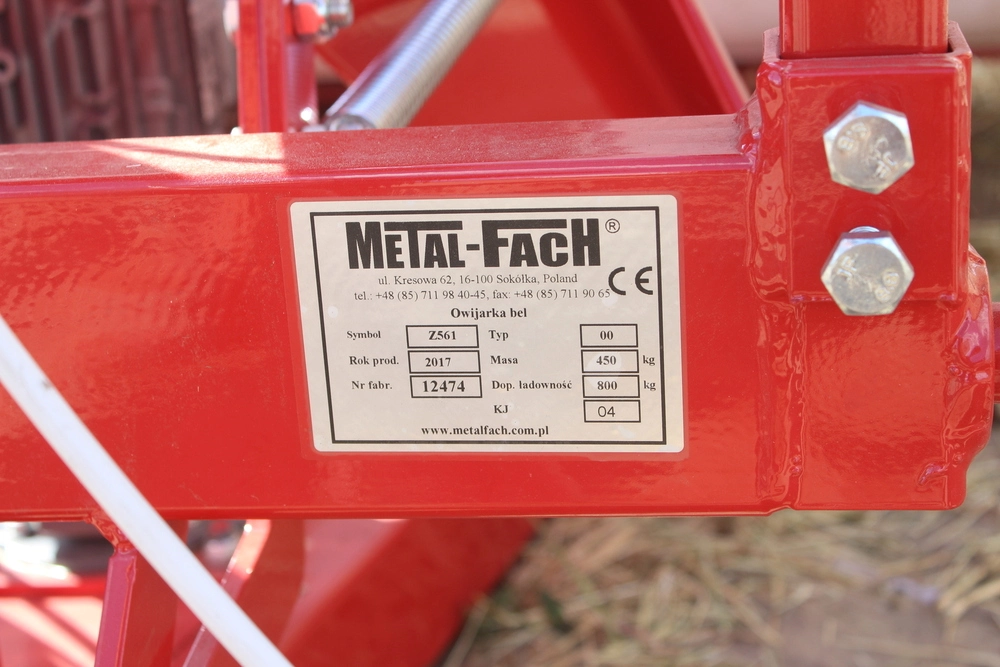 METAL-FACH®
ul. Kresowa 62, 16-100 Sokółka, Poland
tel.: +48 (85) 711 98 40-45, fax: +48 (85) 711 90 65
CE
Owijarka bel
Symbol Z561 Typ 00
Rok prod. 2017 Masa 450 kg
Nr fabr. 12474 Dop. ładowność 800 kg
KJ 04
www.metalfach.com.pl